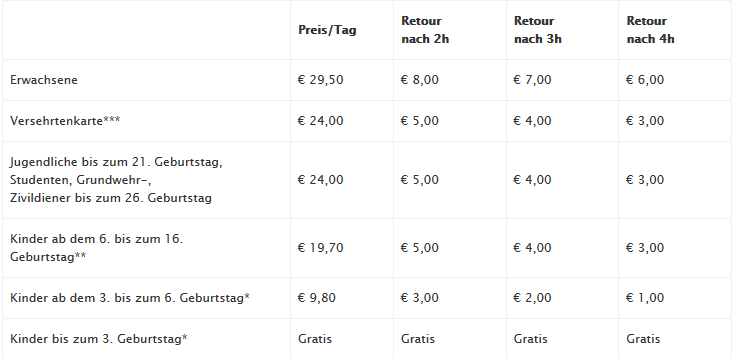 Preis/Tag
Retour
nach 2h
Retour
nach 3h
Retour
nach 4h
Erwachsene € 29,50 € 8,00 € 7,00 € 6,00
Versehrtenkarte*** € 24,00 € 5,00 € 4,00 € 3,00
Jugendliche bis zum 21. Geburtstag,
Studenten, Grundwehr-, € 24,00 € 5,00 € 4,00 € 3,00
Zivildiener bis zum 26. Geburtstag
Kinder ab dem 6. bis zum 16.
Geburtstag** € 19,70 € 5,00 € 4,00 € 3,00
Kinder ab dem 3. bis zum 6. Geburtstag* € 9,80 € 3,00 € 2,00 € 1,00
Kinder bis zum 3. Geburtstag* Gratis Gratis Gratis Gratis